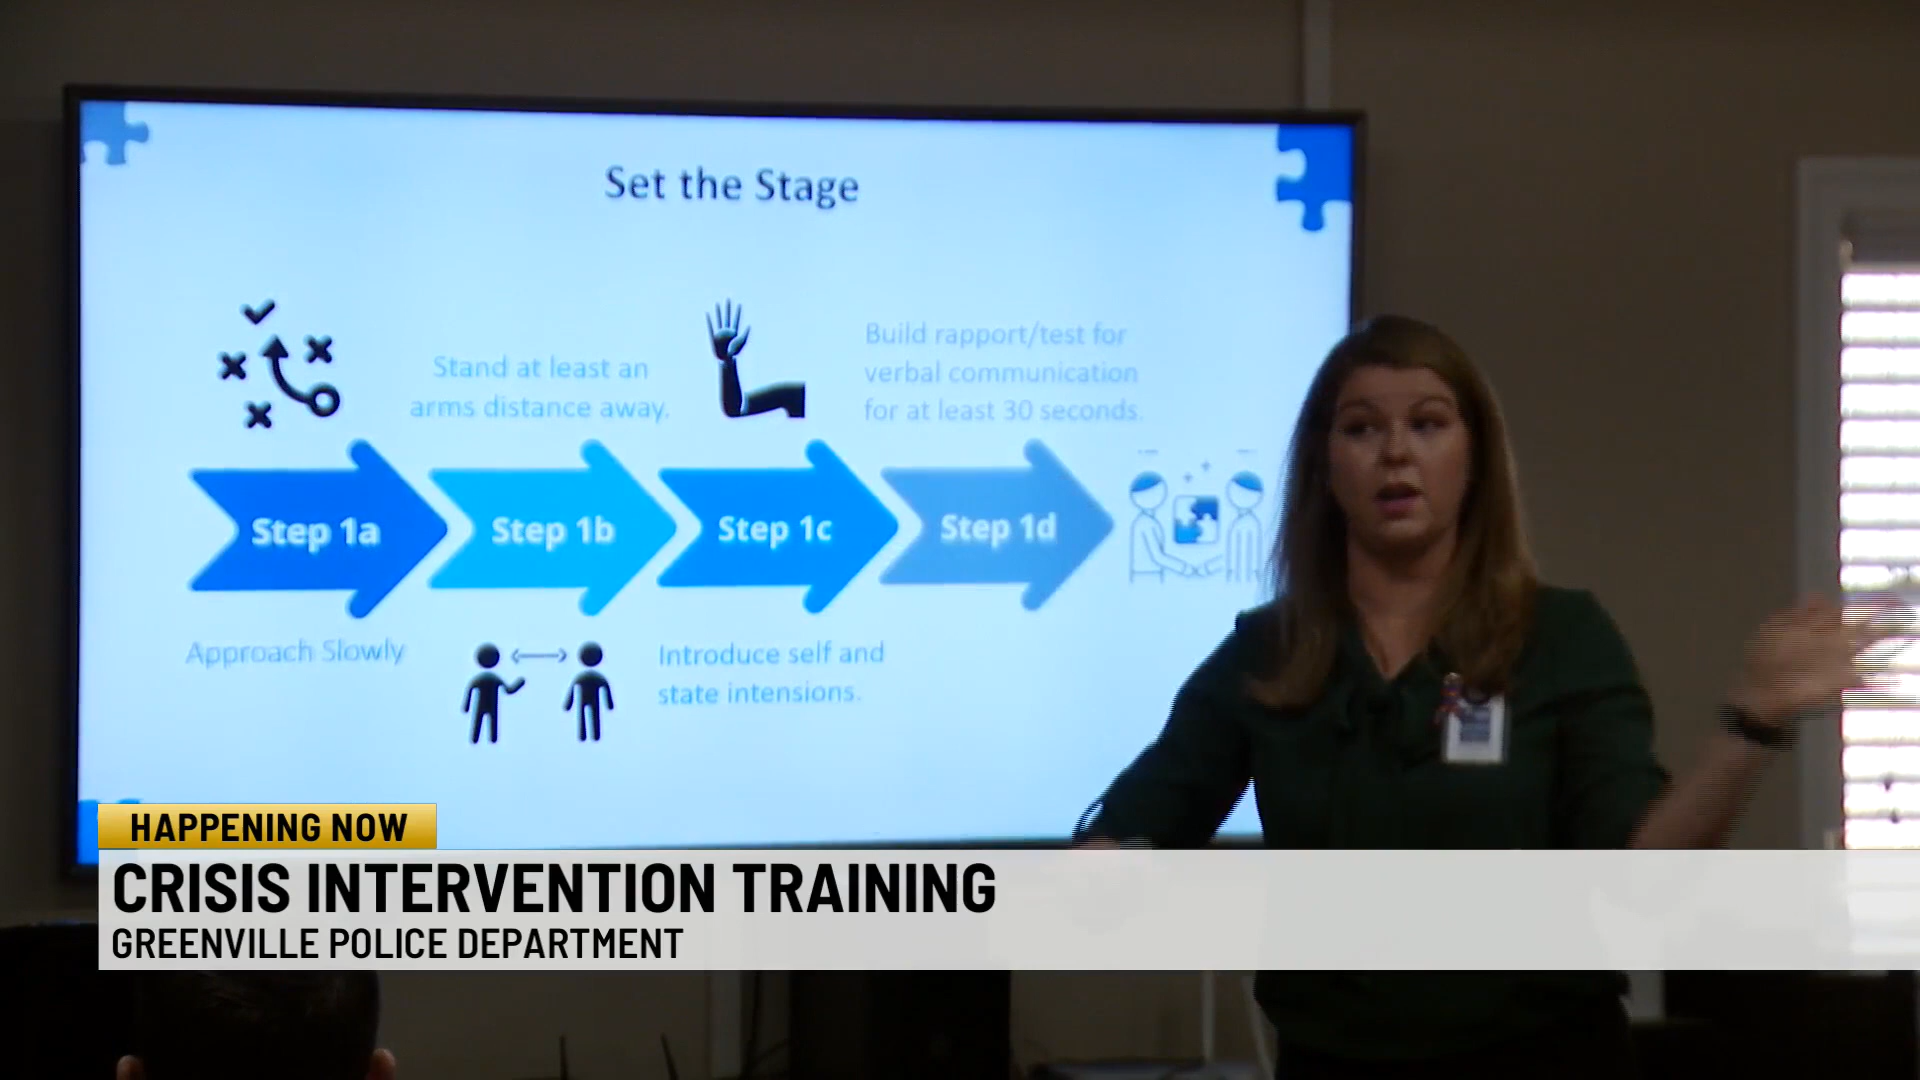 Set the Stage
Stand at least an
arms distance away.
Build rapport/test for
verbal communication
for at least 30 seconds.
Step 1a
Step 1b
Step 1c
Step 1d
Approach Slowly
Introduce self and
state intensions.
HAPPENING NOW
CRISIS INTERVENTION TRAINING
GREENVILLE POLICE DEPARTMENT